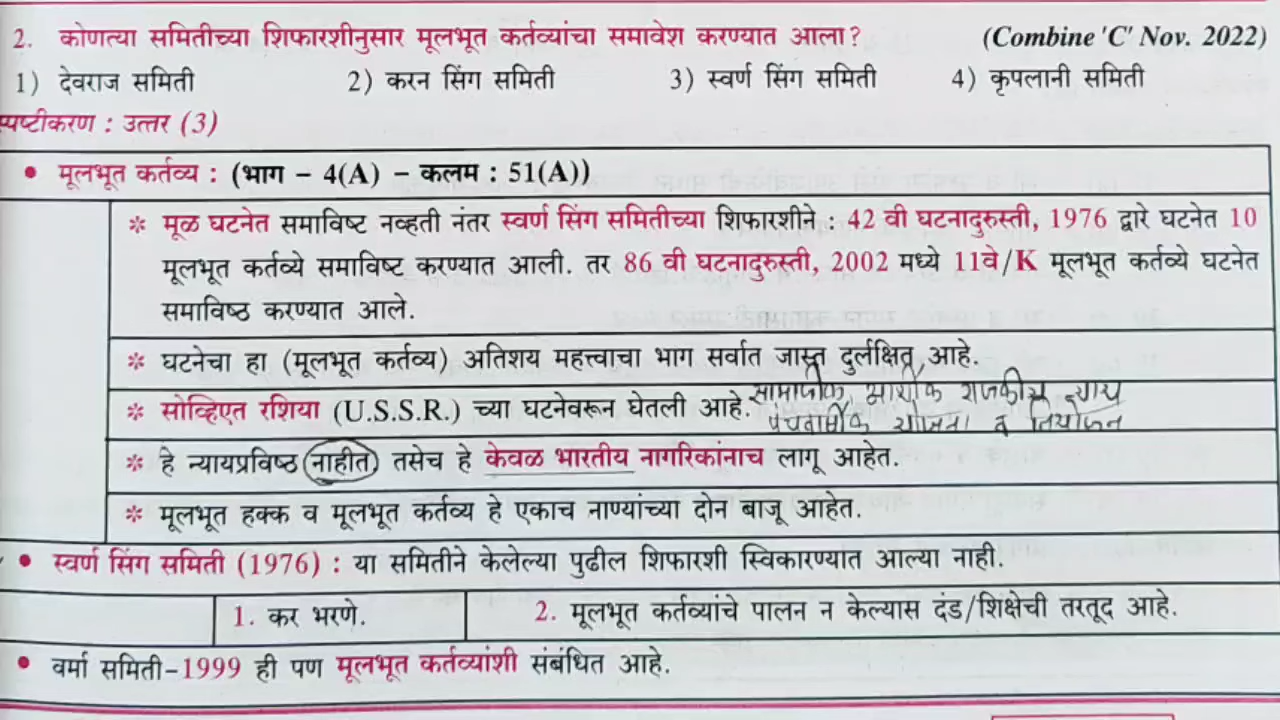 2. कोणत्या समितीच्या शिफारशीनुसार मूलभूत कर्तव्यांचा समावेश करण्यात आला? (Combine 'C' Nov. 2022)
1) देवराज समिती 2) करन सिंग समिती 3) स्वर्ण सिंग समिती 4) कृपलानी समिती
स्पष्टीकरण : उत्तर (3)
• मूलभूत कर्तव्य : (भाग – 4(A) – कलम : 51(A))
* मूळ घटनेत समाविष्ट नव्हती नंतर स्वर्ण सिंग समितीच्या शिफारशीने : 42 वी घटनादुरुस्ती, 1976 द्वारे घटनेत 10
मूलभूत कर्तव्ये समाविष्ट करण्यात आली. तर 86 वी घटनादुरुस्ती, 2002 मध्ये 11वे/K मूलभूत कर्तव्ये घटनेत
समाविष्ठ करण्यात आले.
* घटनेचा हा (मूलभूत कर्तव्य) अतिशय महत्त्वाचा भाग सर्वात जास्त दुर्लक्षित आहे.
सामाजीक, आर्थीक राजकीय न्याय
* सोव्हिएत रशिया (U.S.S.R.) च्या घटनेवरून घेतली आहे.
पंचवार्षिक योजना व नियोजन
* हे न्यायप्रविष्ठ नाहीत तसेच हे केवळ भारतीय नागरिकांनाच लागू आहेत.
* मूलभूत हक्क व मूलभूत कर्तव्य हे एकाच नाण्यांच्या दोन बाजू आहेत.
• स्वर्ण सिंग समिती (1976) : या समितीने केलेल्या पुढील शिफारशी स्विकारण्यात आल्या नाही.
1. कर भरणे. 2. मूलभूत कर्तव्यांचे पालन न केल्यास दंड/शिक्षेची तरतूद आहे.
• वर्मा समिती-1999 ही पण मूलभूत कर्तव्यांशी संबंधित आहे.